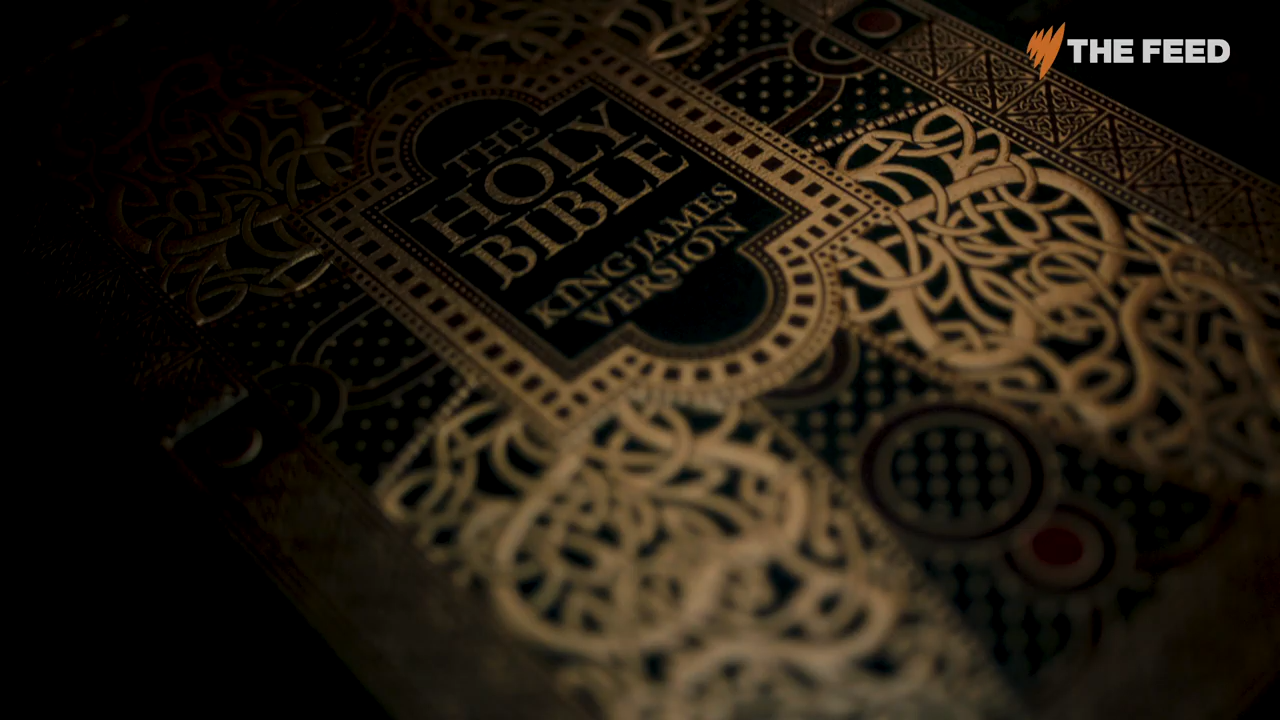 THE FEED
THE
HOLY
BIBLE
KING JAMES
VERSION